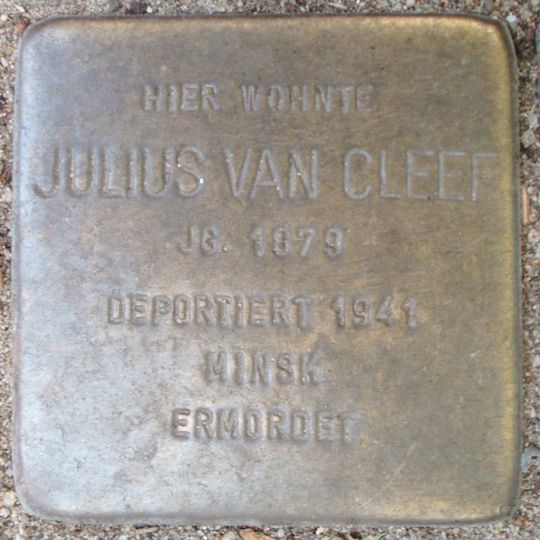 HIER WOHNTE
JULIUS VAN CLEEF
JG. 1879
DEPORTIERT 1941
MINSK
ERMORDET